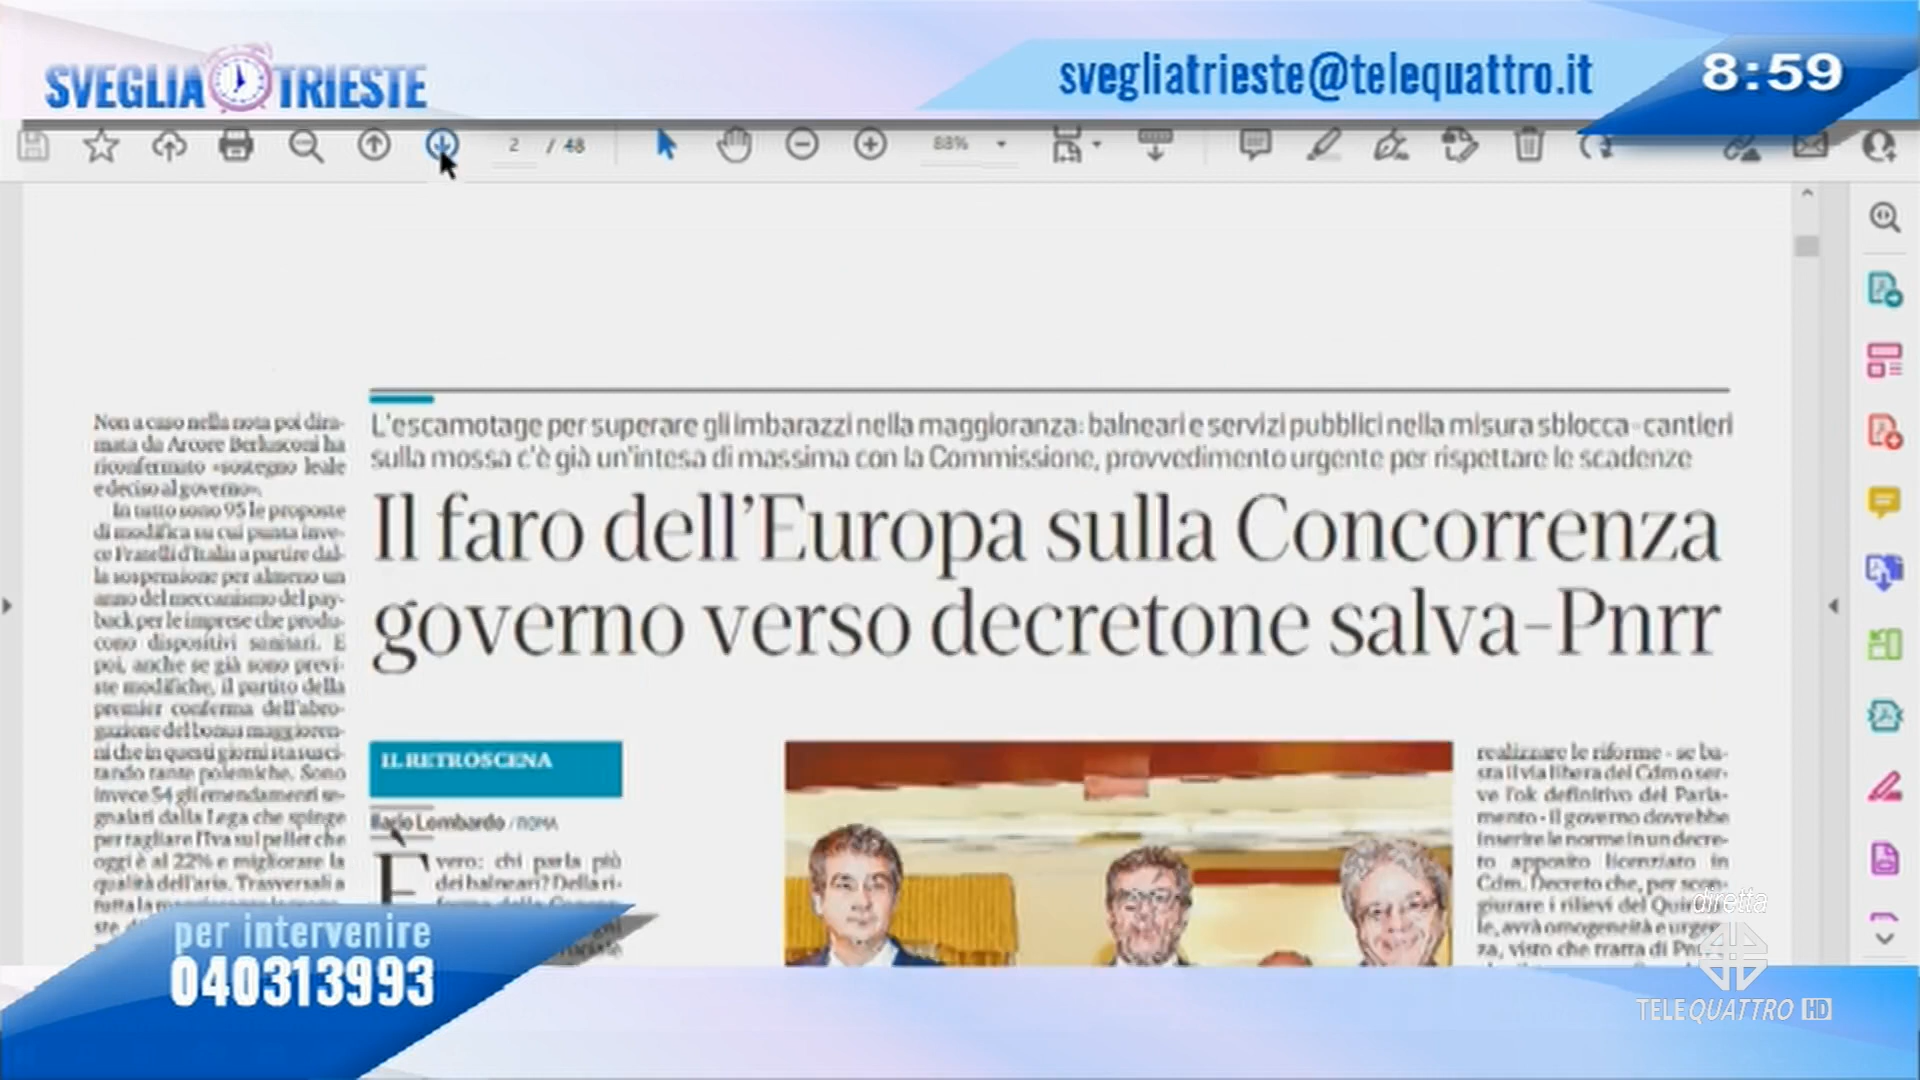 SVEGLIA TRIESTE
svegliatrieste@telequattro.it
8:59
2 / 48
88%
Non a caso nella nota poi dira-
mata da Arcore Berlusconi ha
riconfermato «sostegno leale
e deciso al governo».
In tutto sono 95 le proposte
di modifica su cui punta inve-
ce Fratelli d'Italia a partire dal-
la sospensione per almeno un
anno del meccanismo del pay-
back per le imprese che produ-
cono dispositivi sanitari. E
poi, anche se già sono previ-
ste modifiche, il partito della
premier conferma dell'abro-
gazione del bonus maggioren-
ni che in questi giorni sta susci-
tando tante polemiche. Sono
invece 54 gli emendamenti se-
gnalati dalla Lega che spinge
per tagliare l'Iva sul pellet che
oggi è al 22% e migliorare la
qualità dell'aria. Trasversali a
tutta la
L'escamotage per superare gli imbarazzi nella maggioranza: balneari e servizi pubblici nella misura sblocca-cantieri
sulla mossa c'è già un'intesa di massima con la Commissione, provvedimento urgente per rispettare le scadenze
Il faro dell'Europa sulla Concorrenza
governo verso decretone salva-Pnrr
IL RETROSCENA
Ilario Lombardo / ROMA
È vero: chi parla più
dei balneari? Della ri-
realizzare le riforme - se ba-
sta il via libera del Cdm o ser-
ve l'ok definitivo del Parla-
mento - il governo dovrebbe
inserire le norme in un decre-
to apposito licenziato in
Cdm. Decreto che, per scon-
giurare i rilievi del
le, avrà omogeneità e urgen-
za, visto che tratta di
per intervenire
040313993
diretta
TELEQUATTRO HD